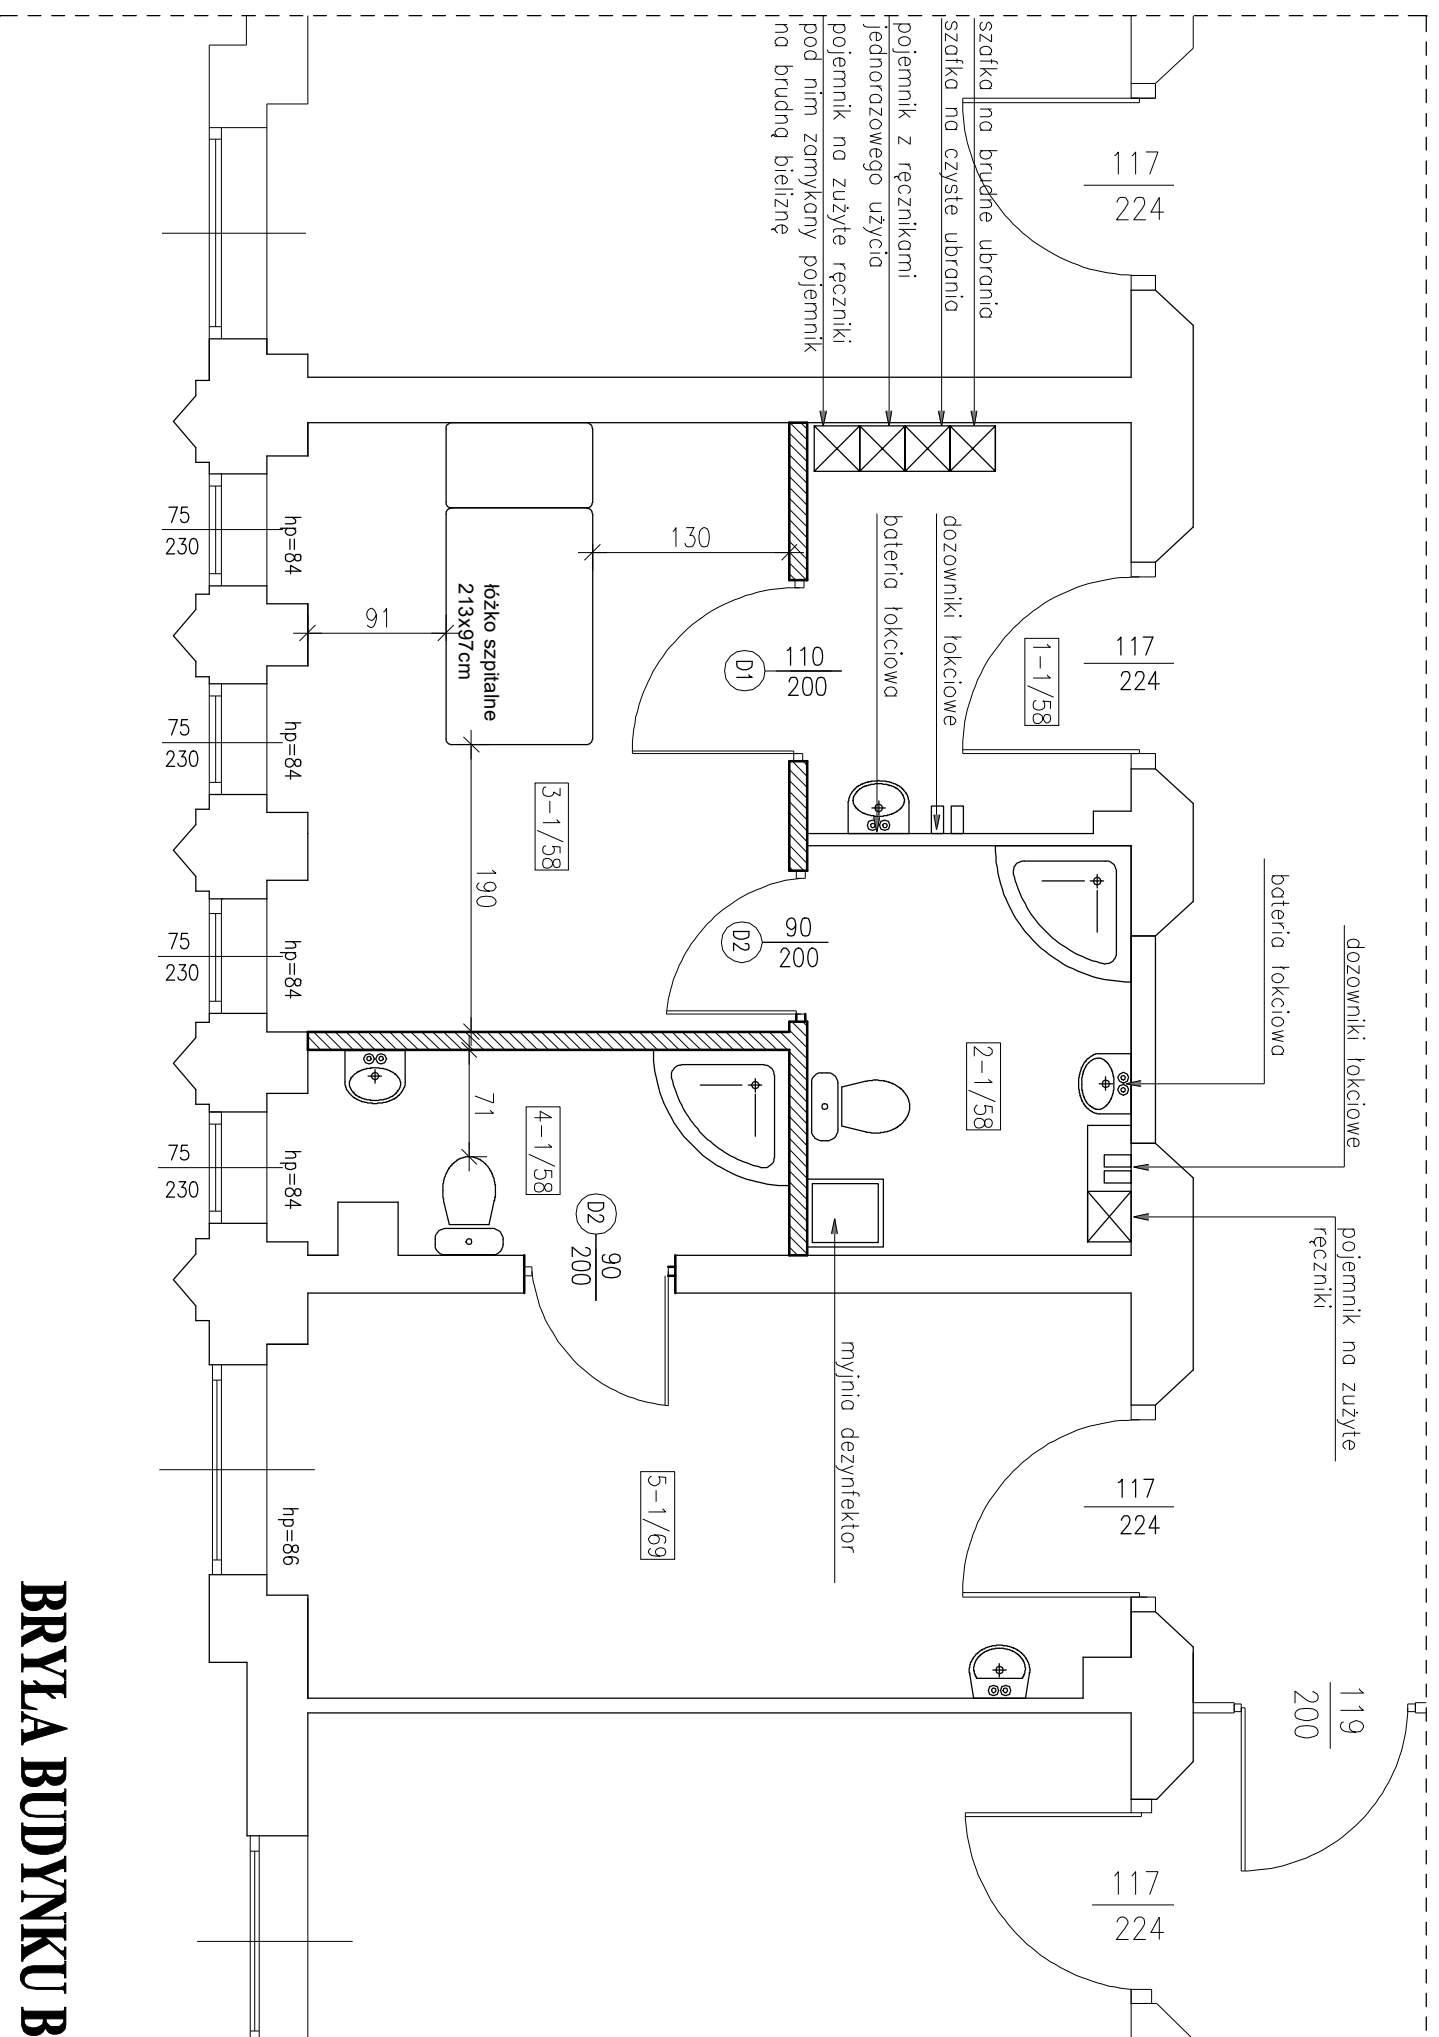 szafka na brudne ubrania
szafka na czyste ubrania
pojemnik z ręcznikami
jednorazowego użycia
pojemnik na zużyte ręczniki
pod nim zamykany pojemnik
na brudną bieliznę
117
224
dozowniki łokciowe
bateria łokciowa
1-1/58
117
224
D1
110
200
130
91
łóżko szpitalne
213x97cm
3-1/58
190
D2
90
200
75
230
hp=84
75
230
hp=84
75
230
hp=84
75
230
hp=84
bateria łokciowa
dozowniki łokciowe
pojemnik na zużyte
ręczniki
2-1/58
71
4-1/58
D2
90
200
myjnia dezynfektor
5-1/69
117
224
hp=86
119
200
117
224
BRYŁA BUDYNKU B